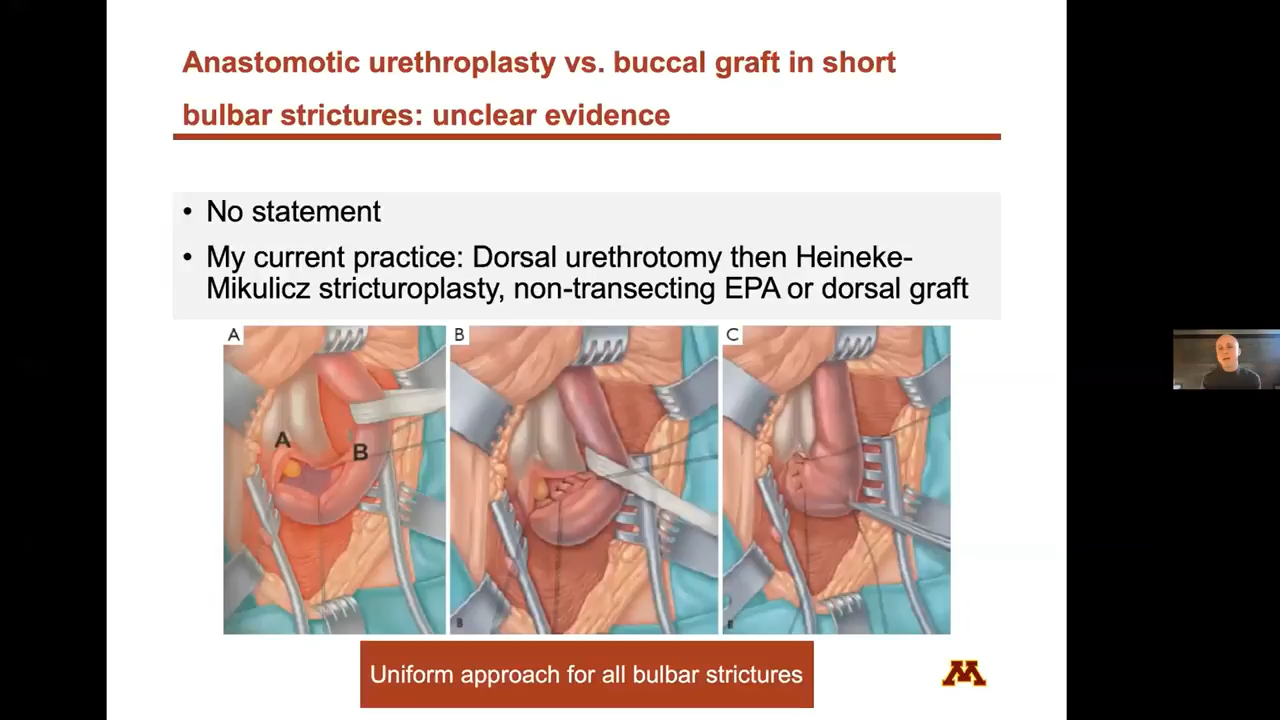 Anastomotic urethroplasty vs. buccal graft in short
bulbar strictures: unclear evidence
• No statement
• My current practice: Dorsal urethrotomy then Heineke-
Mikulicz stricturoplasty, non-transecting EPA or dorsal graft
A
B
C
A
B
B
Uniform approach for all bulbar strictures
M